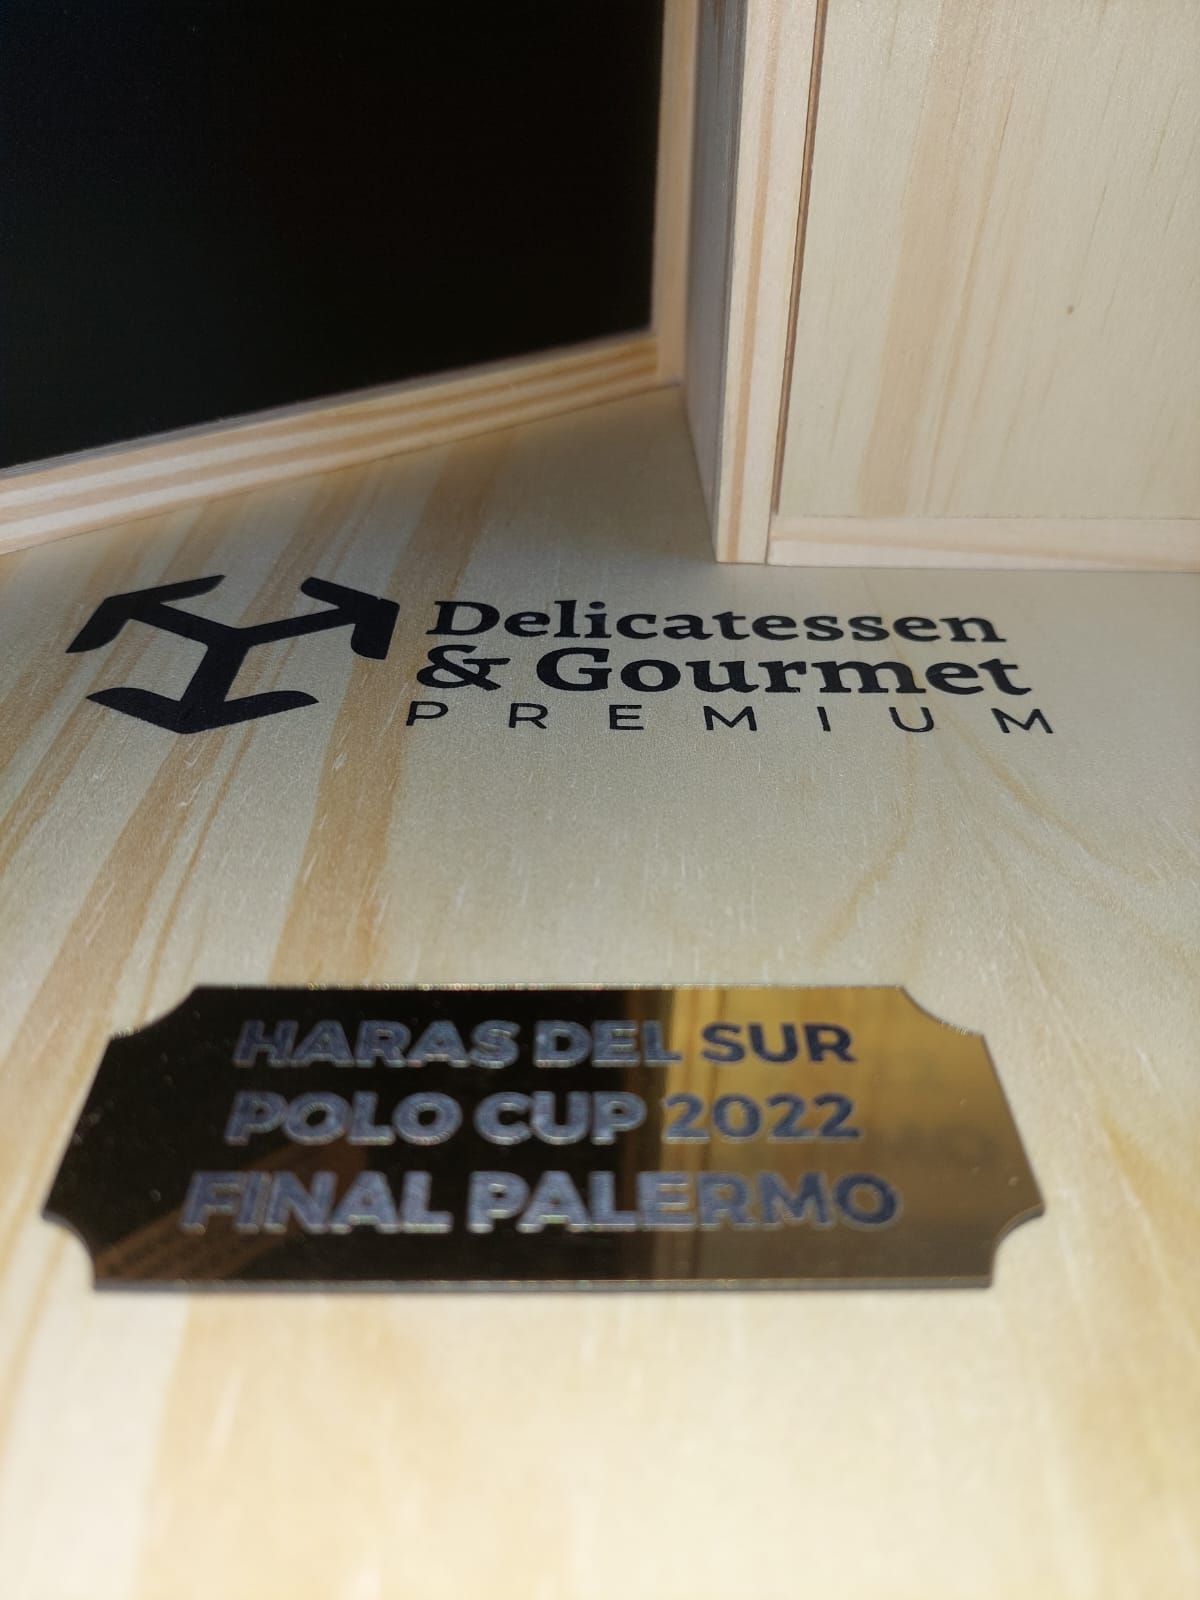 Delicatessen
& Gourmet
PREMIUM
HARAS DEL SUR
POLO CUP 2022
FINAL PALERMO